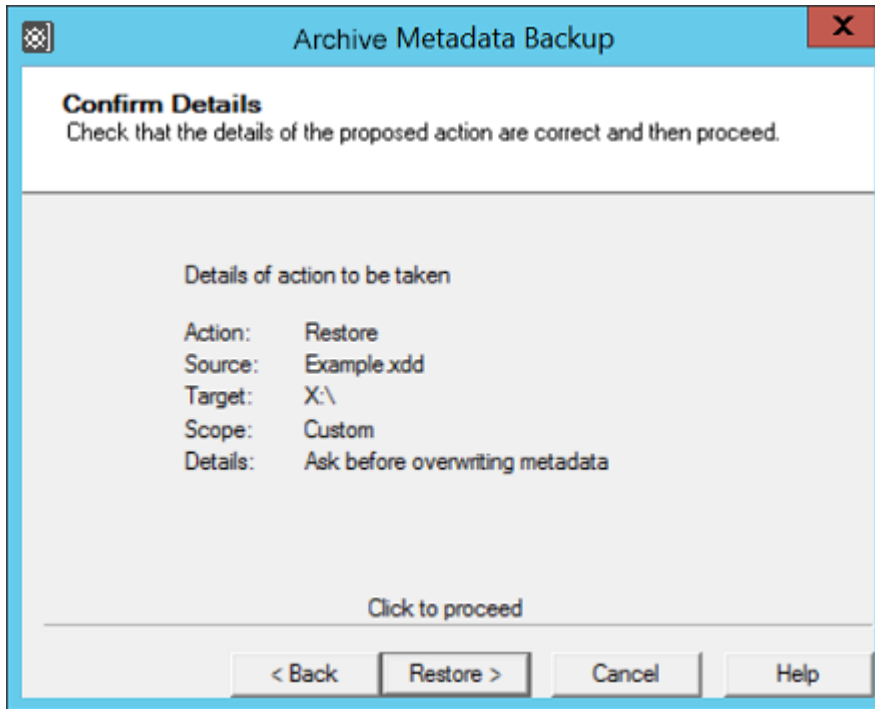 Archive Metadata Backup
X
Confirm Details
Check that the details of the proposed action are correct and then proceed.
Details of action to be taken
Action: Restore
Source: Example.xdd
Target: X:\
Scope: Custom
Details: Ask before overwriting metadata
Click to proceed
< Back Restore > Cancel Help